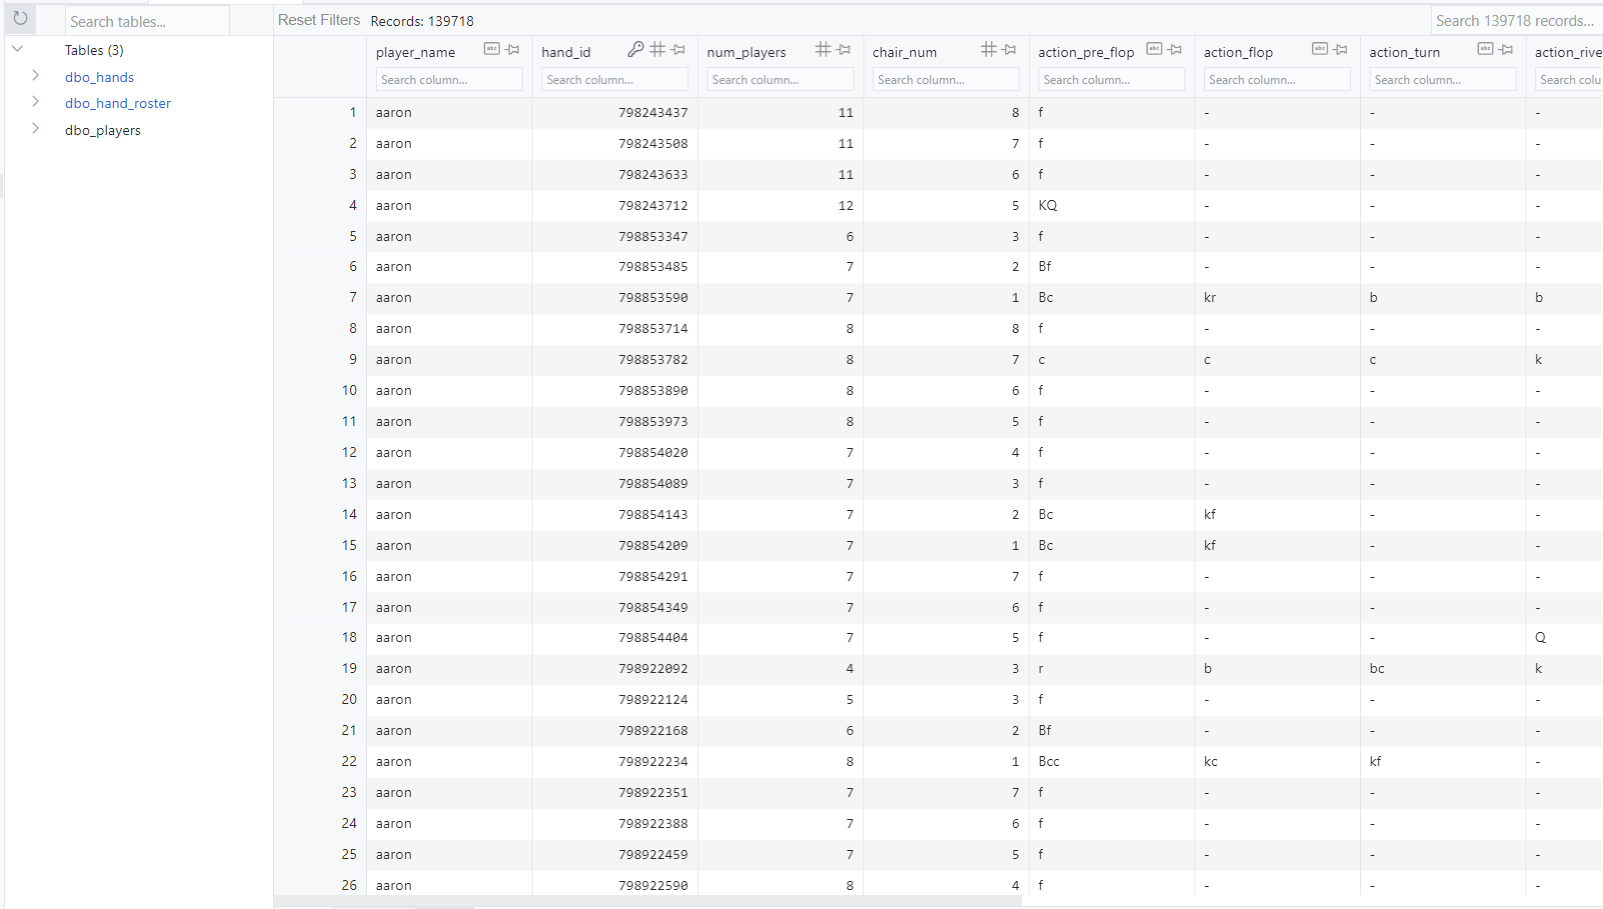 Search tables... Reset Filters Records: 139718 Search 139718 records...
Tables (3)
dbo_hands
dbo_hand_roster
dbo_players
player_name hand_id num_players chair_num action_pre_flop action_flop action_turn action_rive
Search column... Search column... Search column... Search column... Search column... Search column... Search column... Search colu
1 aaron 798243437 11 8 f - - -
2 aaron 798243508 11 7 f - - -
3 aaron 798243633 11 6 f - - -
4 aaron 798243712 12 5 KQ - - -
5 aaron 798853347 6 3 f - - -
6 aaron 798853485 7 2 Bf - - -
7 aaron 798853590 7 1 Bc kr b b
8 aaron 798853714 8 8 f - - -
9 aaron 798853782 8 7 c c c k
10 aaron 798853890 8 6 f - - -
11 aaron 798853973 8 5 f - - -
12 aaron 798854020 7 4 f - - -
13 aaron 798854089 7 3 f - - -
14 aaron 798854143 7 2 Bc kf - -
15 aaron 798854209 7 1 Bc kf - -
16 aaron 798854291 7 7 f - - -
17 aaron 798854349 7 6 f - - -
18 aaron 798854404 7 5 f - - Q
19 aaron 798922092 4 3 r b bc k
20 aaron 798922124 5 3 f - - -
21 aaron 798922168 6 2 Bf - - -
22 aaron 798922234 8 1 Bcc kc kf -
23 aaron 798922351 7 7 f - - -
24 aaron 798922388 7 6 f - - -
25 aaron 798922459 7 5 f - - -
26 aaron 798922590 8 4 f - - -